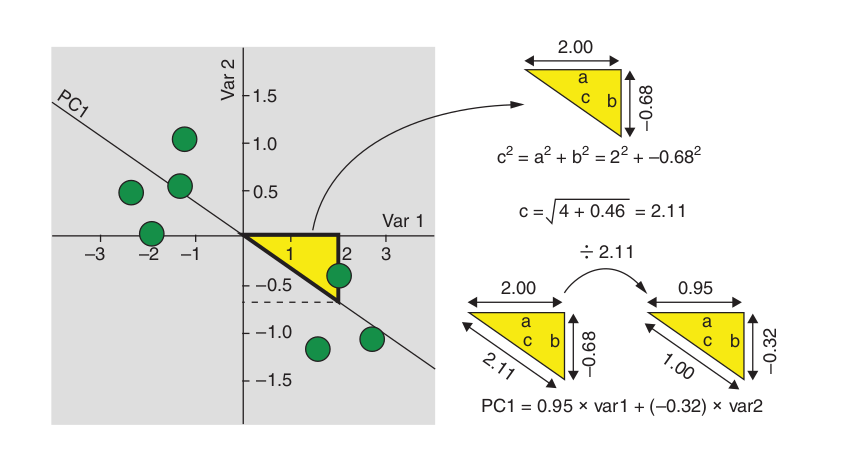 Var 2
PC1
1.5
1.0
0.5
Var 1
−3 −2 −1 1 2 3
−0.5
−1.0
−1.5
2.00
a
c b
−0.68
c² = a² + b² = 2² + −0.68²
c = √4 + 0.46 = 2.11
÷ 2.11
2.00
a
c b
−0.68
2.11
0.95
a
c b
−0.32
1.00
PC1 = 0.95 × var1 + (−0.32) × var2